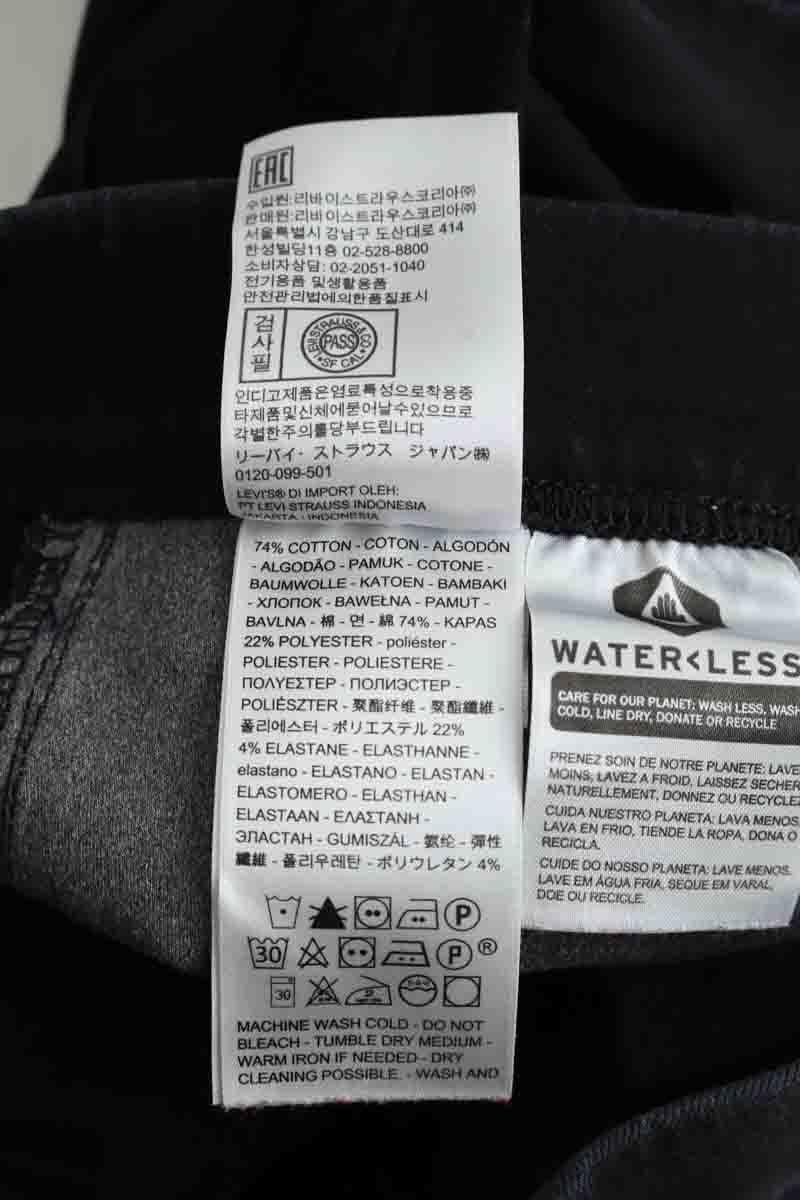 EAC
수입원:리바이스트라우스코리아㈜
판매원:리바이스트라우스코리아㈜
서울특별시 강남구 도산대로 414
한성빌딩11층 02-528-8800
소비자상담: 02-2051-1040
전기용품 및생활용품
안전관리법에의한품질표시
검사필
LEVI STRAUSS & CO
PASS
SF CAL
인디고제품은염료특성으로착용중
타제품및신체에묻어날수있으므로
각별한주의를당부드립니다
リーバイ・ストラウス ジャパン㈱
0120-099-501
LEVI'S® DI IMPORT OLEH:
PT LEVI STRAUSS INDONESIA
JAKARTA - INDONESIA
74% COTTON - COTON - ALGODÓN
- ALGODÃO - PAMUK - COTONE -
BAUMWOLLE - KATOEN - BAMBAKI
- ХЛОПОК - BAWEŁNA - PAMUT -
BAVLNA - 棉 - 면 - 綿 74% - KAPAS
22% POLYESTER - poliéster -
POLIESTER - POLIESTERE -
ΠΟΛΥΕΣΤΕΡ - ПОЛИЭСТЕР -
POLIÉSZTER - 聚酯纤维 - 聚酯纖維 -
폴리에스터 - ポリエステル 22%
4% ELASTANE - ELASTHANNE -
elastano - ELASTANO - ELASTAN -
ELASTOMERO - ELASTHAN -
ELASTAAN - ΕΛΑΣΤΑΝΗ -
ЭЛАСТАН - GUMISZÁL - 氨纶 - 彈性
纖維 - 폴리우레탄 - ポリウレタン 4%
P
30 P ®
30
MACHINE WASH COLD - DO NOT
BLEACH - TUMBLE DRY MEDIUM -
WARM IRON IF NEEDED - DRY
CLEANING POSSIBLE. - WASH AND
WATER<LESS
CARE FOR OUR PLANET: WASH LESS, WASH
COLD, LINE DRY, DONATE OR RECYCLE
PRENEZ SOIN DE NOTRE PLANETE: LAVE
MOINS, LAVEZ A FROID, LAISSEZ SECHER
NATURELLEMENT, DONNEZ OU RECYCLEZ
CUIDA NUESTRO PLANETA: LAVA MENOS,
LAVA EN FRIO, TIENDE LA ROPA, DONA O
RECICLA.
CUIDE DO NOSSO PLANETA: LAVE MENOS.
LAVE EM ÁGUA FRIA, SEQUE EM VARAL,
DOE OU RECICLE.